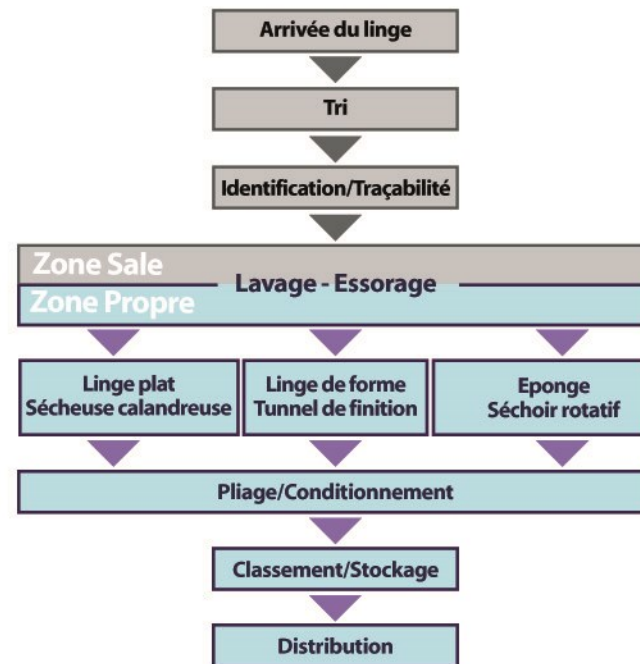 Arrivée du linge
Tri
Identification/Traçabilité
Zone Sale
Lavage - Essorage
Zone Propre
Linge plat
Sécheuse calandreuse
Linge de forme
Tunnel de finition
Eponge
Séchoir rotatif
Pliage/Conditionnement
Classement/Stockage
Distribution